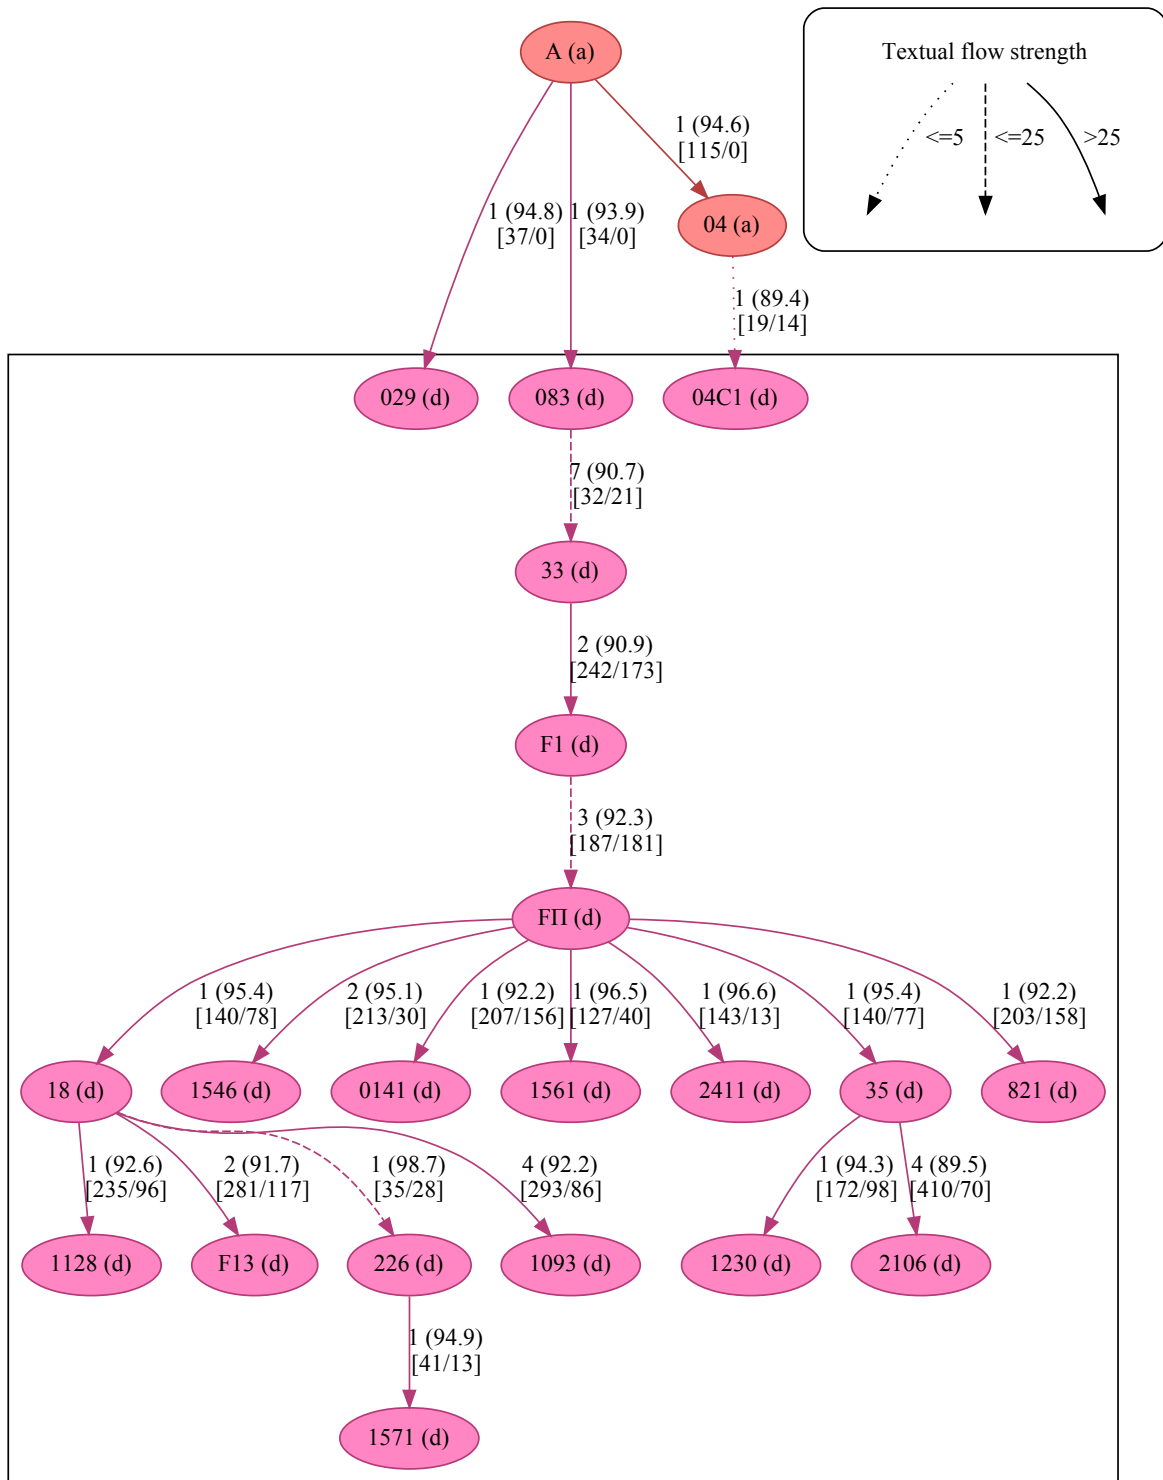 A (a)
Textual flow strength
<=5
<=25
>25
1 (94.6)
[115/0]
1 (94.8)
[37/0]
1 (93.9)
[34/0]
04 (a)
1 (89.4)
[19/14]
029 (d)
083 (d)
04C1 (d)
7 (90.7)
[32/21]
33 (d)
2 (90.9)
[242/173]
F1 (d)
3 (92.3)
[187/181]
FΠ (d)
1 (95.4)
[140/78]
2 (95.1)
[213/30]
1 (92.2)
[207/156]
1 (96.5)
[127/40]
1 (96.6)
[143/13]
1 (95.4)
[140/77]
1 (92.2)
[203/158]
18 (d)
1546 (d)
0141 (d)
1561 (d)
2411 (d)
35 (d)
821 (d)
1 (92.6)
[235/96]
2 (91.7)
[281/117]
1 (98.7)
[35/28]
4 (92.2)
[293/86]
1 (94.3)
[172/98]
4 (89.5)
[410/70]
1128 (d)
F13 (d)
226 (d)
1093 (d)
1230 (d)
2106 (d)
1 (94.9)
[41/13]
1571 (d)